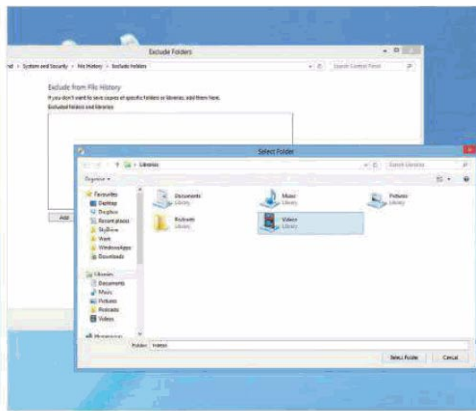 Exclude Folders
System and Security › File History › Exclude Folders
Search Control Panel
Exclude from File History
If you don't want to save copies of specific folders or libraries, add them here.
Excluded folders and libraries
Add
Select Folder
Libraries
Search Libraries
Organise
Favourites
Desktop
Dropbox
Recent places
SkyDrive
Work
WindowsApps
Downloads
Libraries
Documents
Music
Pictures
Podcasts
Videos
Homegroup
Documents
Library
Music
Library
Pictures
Library
Podcasts
Library
Videos
Library
Folder: Videos
Select Folder
Cancel